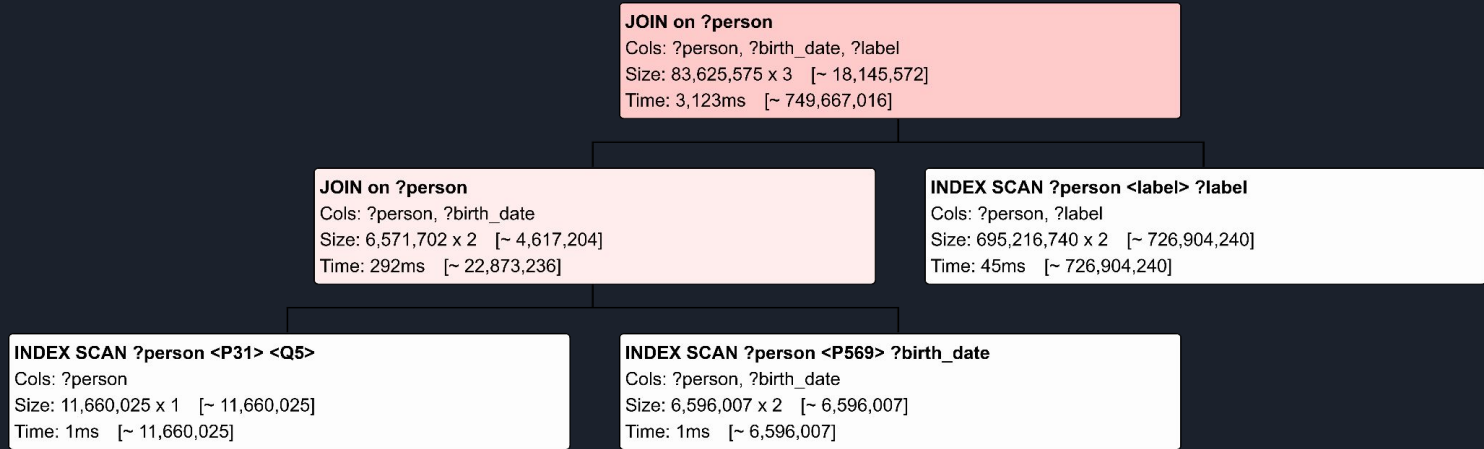 JOIN on ?person
Cols: ?person, ?birth_date, ?label
Size: 83,625,575 x 3 [~ 18,145,572]
Time: 3,123ms [~ 749,667,016]
JOIN on ?person
Cols: ?person, ?birth_date
Size: 6,571,702 x 2 [~ 4,617,204]
Time: 292ms [~ 22,873,236]
INDEX SCAN ?person <label> ?label
Cols: ?person, ?label
Size: 695,216,740 x 2 [~ 726,904,240]
Time: 45ms [~ 726,904,240]
INDEX SCAN ?person <P31> <Q5>
Cols: ?person
Size: 11,660,025 x 1 [~ 11,660,025]
Time: 1ms [~ 11,660,025]
INDEX SCAN ?person <P569> ?birth_date
Cols: ?person, ?birth_date
Size: 6,596,007 x 2 [~ 6,596,007]
Time: 1ms [~ 6,596,007]